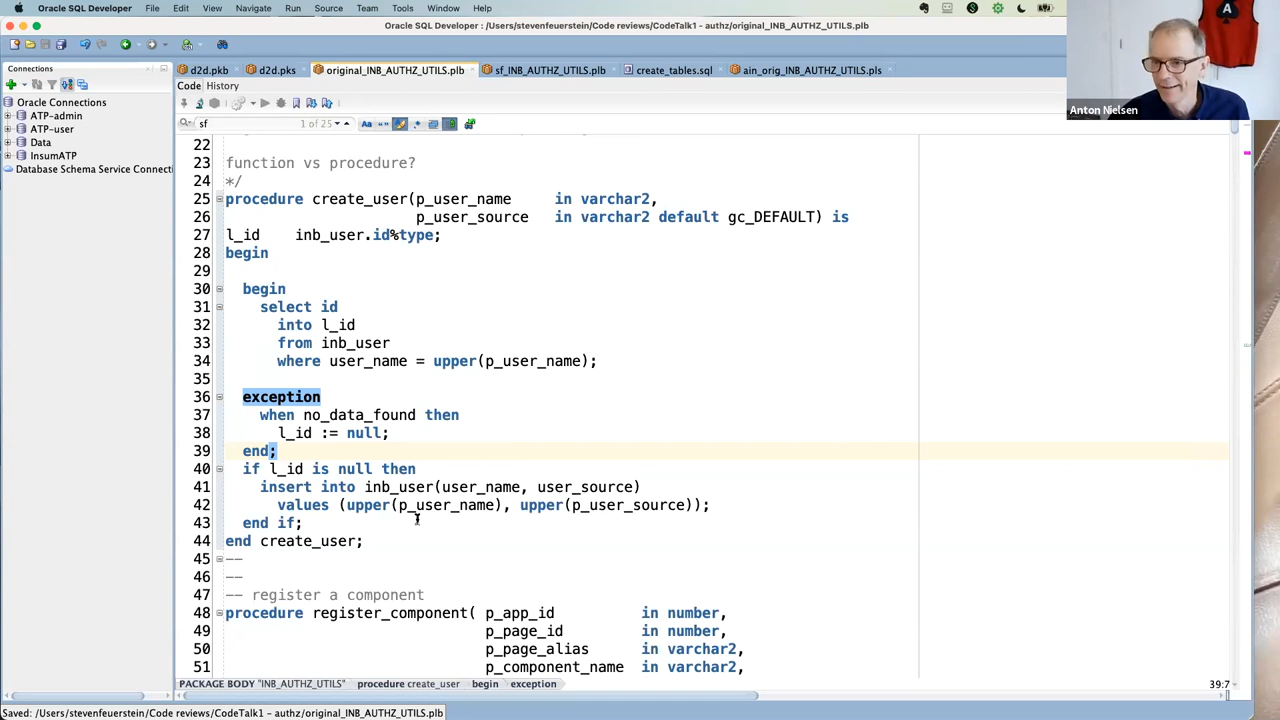 Oracle SQL Developer File Edit View Navigate Run Source Team Tools Window Help
Oracle SQL Developer : /Users/stevenfeuerstein/Code reviews/CodeTalk1 - authz/original_INB_AUTHZ_UTILS.plb
Connections
d2d.pkb d2d.pks original_INB_AUTHZ_UTILS.plb sf_INB_AUTHZ_UTILS.plb create_tables.sql ain_orig_INB_AUTHZ_UTILS.pls
Code History
Oracle Connections
ATP-admin
ATP-user
Data
InsumATP
Database Schema Service Connecti
sf 1 of 25
Aa
Anton Nielsen
A
22
23 function vs procedure?
24 */
25 procedure create_user(p_user_name in varchar2,
26 p_user_source in varchar2 default gc_DEFAULT) is
27 l_id inb_user.id%type;
28 begin
29
30 begin
31 select id
32 into l_id
33 from inb_user
34 where user_name = upper(p_user_name);
35
36 exception
37 when no_data_found then
38 l_id := null;
39 end;
40 if l_id is null then
41 insert into inb_user(user_name, user_source)
42 values (upper(p_user_name), upper(p_user_source));
43 end if;
44 end create_user;
45 --
46 --
47 -- register a component
48 procedure register_component( p_app_id in number,
49 p_page_id in number,
50 p_page_alias in varchar2,
51 p_component_name in varchar2,
PACKAGE BODY "INB_AUTHZ_UTILS" procedure create_user begin exception
39:7
Saved: /Users/stevenfeuerstein/Code reviews/CodeTalk1 - authz/original_INB_AUTHZ_UTILS.plb